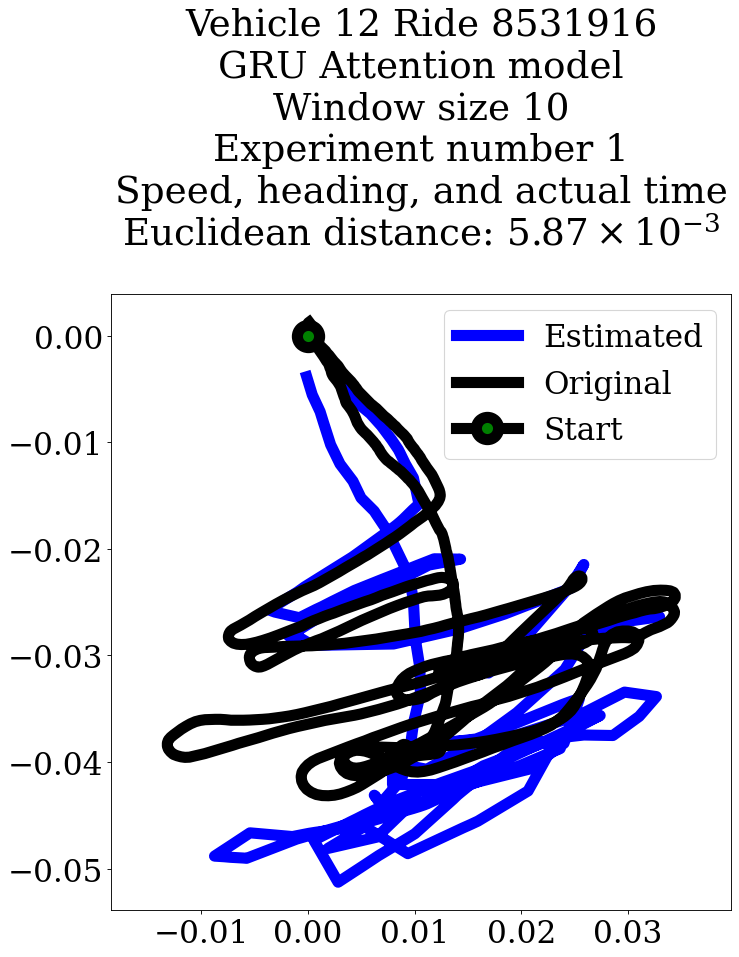 Vehicle 12 Ride 8531916
GRU Attention model
Window size 10
Experiment number 1
Speed, heading, and actual time
Euclidean distance: 5.87 × 10⁻³
Estimated
Original
Start
0.00
−0.01
−0.02
−0.03
−0.04
−0.05
−0.01 0.00 0.01 0.02 0.03